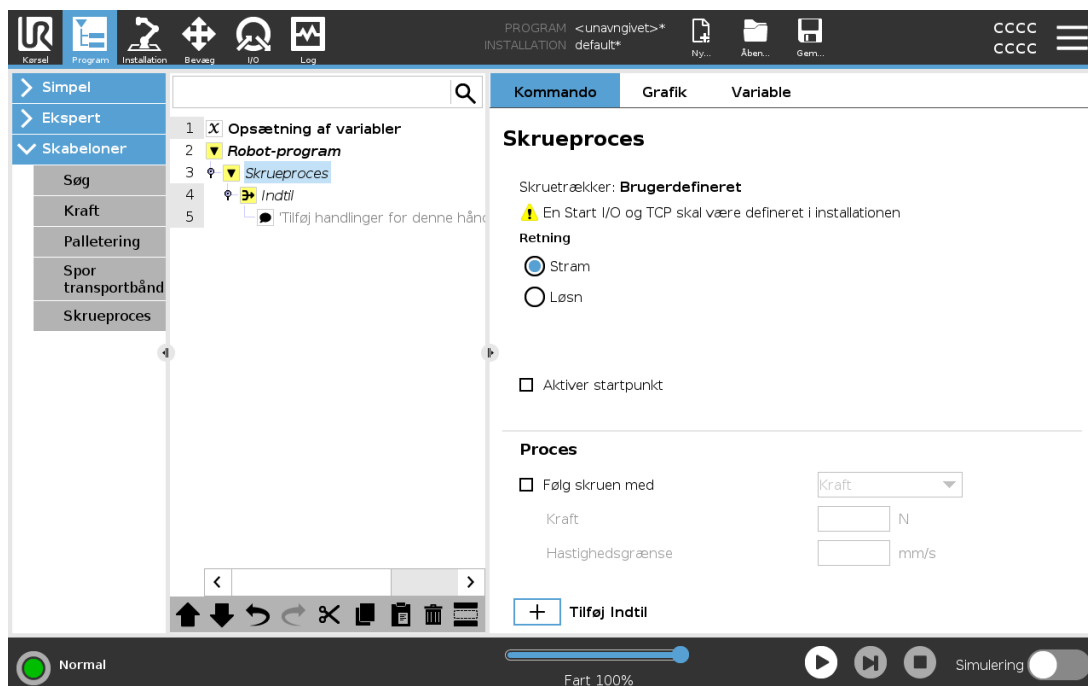 PROGRAM <unavngivet>*
INSTALLATION default*
Kørsel
Program
Installation
Bevæg
I/O
Log
Ny...
Åben...
Gem...
CCCC
CCCC
Simpel
Ekspert
Skabeloner
Søg
Kraft
Palletering
Spor
transportbånd
Skrueproces
1 X Opsætning af variabler
2 Robot-program
3 Skrueproces
4 Indtil
5 'Tilføj handlinger for denne hånd
Kommando
Grafik
Variable
Skrueproces
Skruetrækker: Brugerdefineret
En Start I/O og TCP skal være defineret i installationen
Retning
Stram
Løsn
Aktiver startpunkt
Proces
Følg skruen med
Kraft
Kraft
N
Hastighedsgrænse
mm/s
+ Tilføj Indtil
Normal
Fart 100%
Simulering